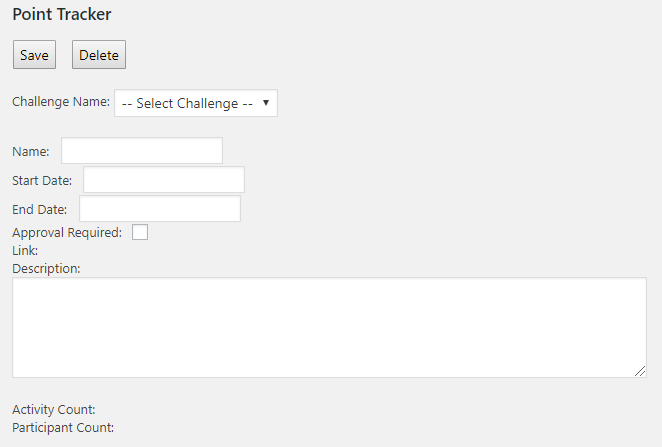 Point Tracker
Save Delete
Challenge Name: -- Select Challenge --
Name:
Start Date:
End Date:
Approval Required:
Link:
Description:
Activity Count:
Participant Count: